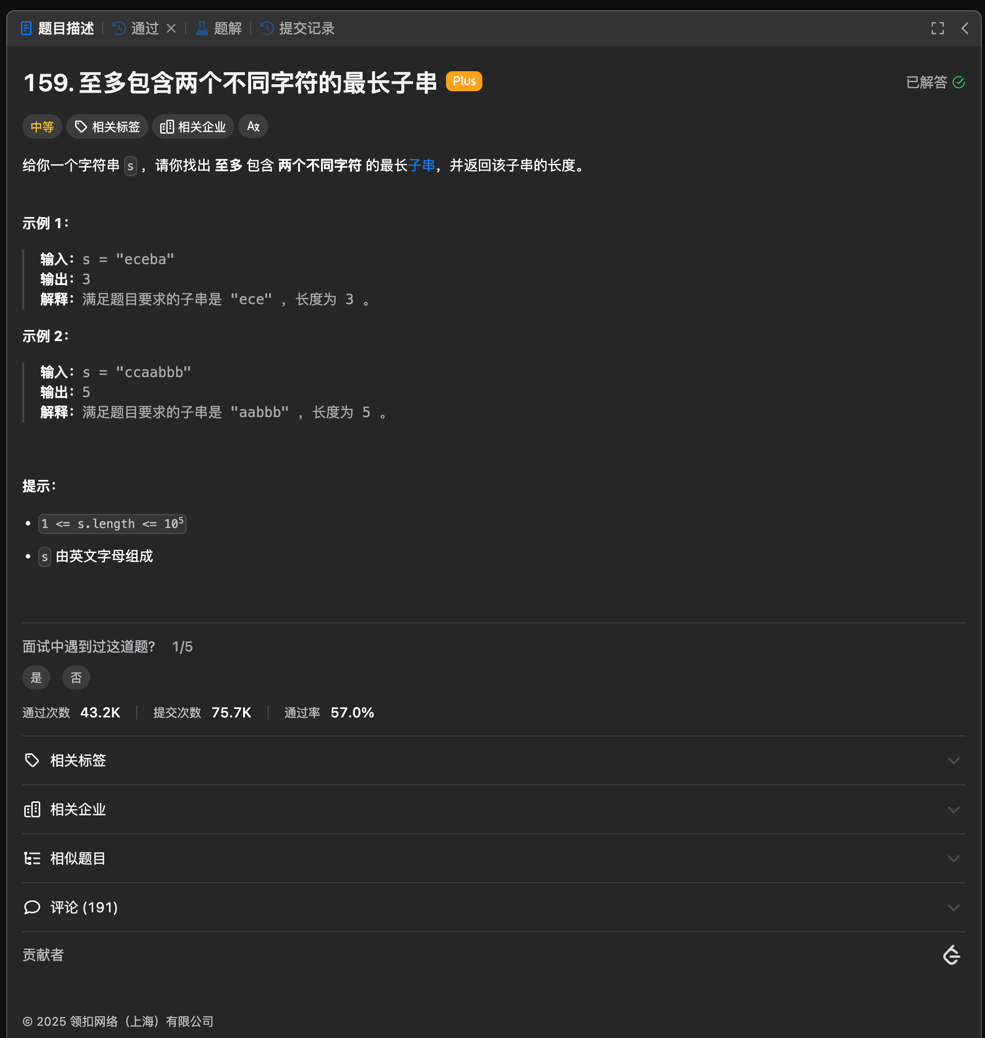 题目描述 通过 题解 提交记录
159. 至多包含两个不同字符的最长子串 Plus 已解答
中等 相关标签 相关企业 Aż
给你一个字符串 s ，请你找出 至多 包含 两个不同字符 的最长子串，并返回该子串的长度。
示例 1：
输入：s = "eceba"
输出：3
解释：满足题目要求的子串是 "ece" ，长度为 3 。
示例 2：
输入：s = "ccaabbb"
输出：5
解释：满足题目要求的子串是 "aabbb" ，长度为 5 。
提示：
• 1 <= s.length <= 10⁵
• s 由英文字母组成
面试中遇到过这道题? 1/5
是 否
通过次数 43.2K 提交次数 75.7K 通过率 57.0%
相关标签
相关企业
相似题目
评论 (191)
贡献者
© 2025 领扣网络（上海）有限公司